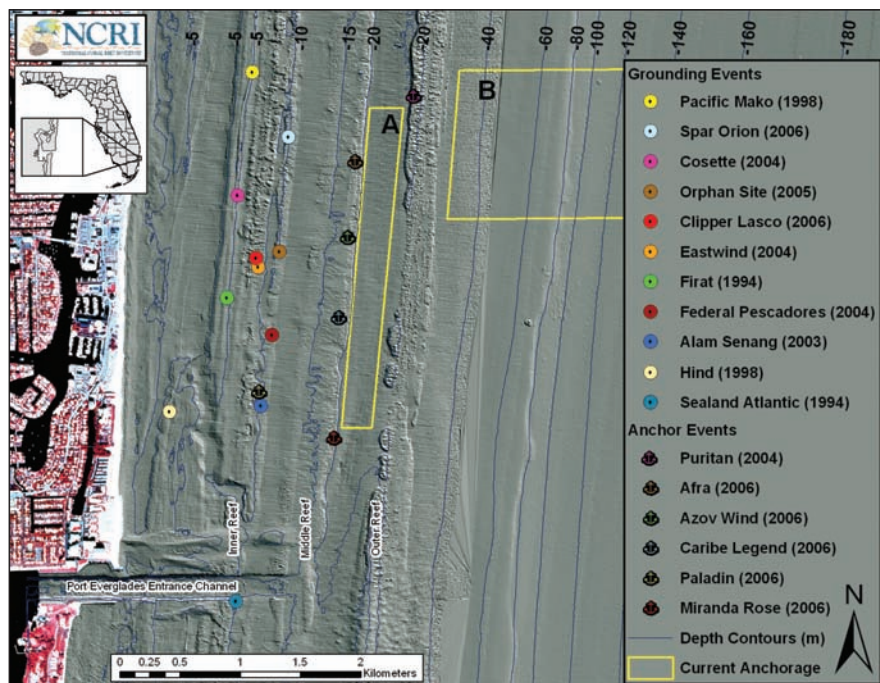 NCRI
-5
-5
-5
-10
-15
-20
-20
-40
-60
-80
-100
-120
-140
-160
-180
A
B
Grounding Events
Pacific Mako (1998)
Spar Orion (2006)
Cosette (2004)
Orphan Site (2005)
Clipper Lasco (2006)
Eastwind (2004)
Firat (1994)
Federal Pescadores (2004)
Alam Senang (2003)
Hind (1998)
Sealand Atlantic (1994)
Anchor Events
Puritan (2004)
Afra (2006)
Azov Wind (2006)
Caribe Legend (2006)
Paladin (2006)
Miranda Rose (2006)
Depth Contours (m)
Current Anchorage
Inner Reef
Middle Reef
Outer Reef
Port Everglades Entrance Channel
0 0.25 0.5 1 1.5 2
Kilometers
N